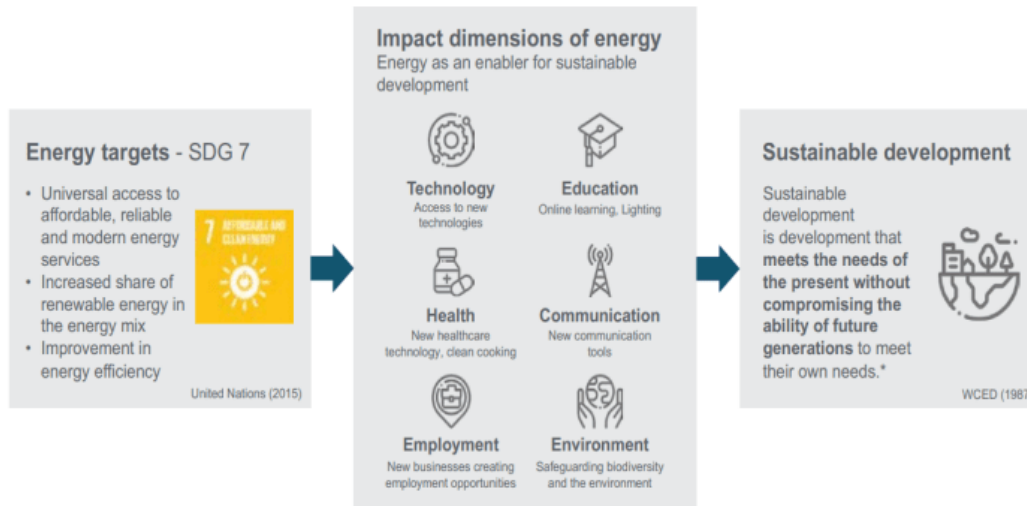 Energy targets - SDG 7
• Universal access to
affordable, reliable
and modern energy
services
• Increased share of
renewable energy in
the energy mix
• Improvement in
energy efficiency
7 AFFORDABLE AND
CLEAN ENERGY
United Nations (2015)
Impact dimensions of energy
Energy as an enabler for sustainable
development
Technology
Access to new
technologies
Education
Online learning, Lighting
Health
New healthcare
technology, clean cooking
Communication
New communication
tools
Employment
New businesses creating
employment opportunities
Environment
Safeguarding biodiversity
and the environment
Sustainable development
Sustainable
development
is development that
meets the needs of
the present without
compromising the
ability of future
generations to meet
their own needs.*
WCED (1987